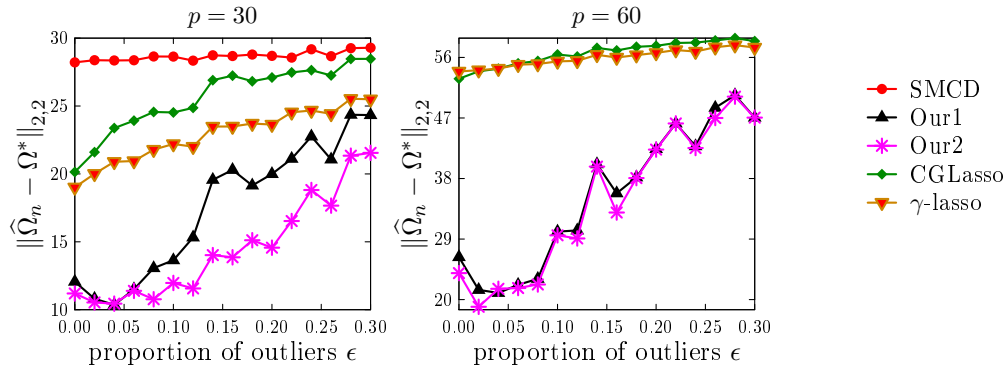 p = 30
30
25
20
15
10
0.00 0.05 0.10 0.15 0.20 0.25 0.30
proportion of outliers ϵ
‖Ω̂ₙ − Ω*‖₂,₂
p = 60
56
47
38
29
20
0.00 0.05 0.10 0.15 0.20 0.25 0.30
proportion of outliers ϵ
‖Ω̂ₙ − Ω*‖₂,₂
SMCD
Our1
Our2
CGLasso
γ-lasso